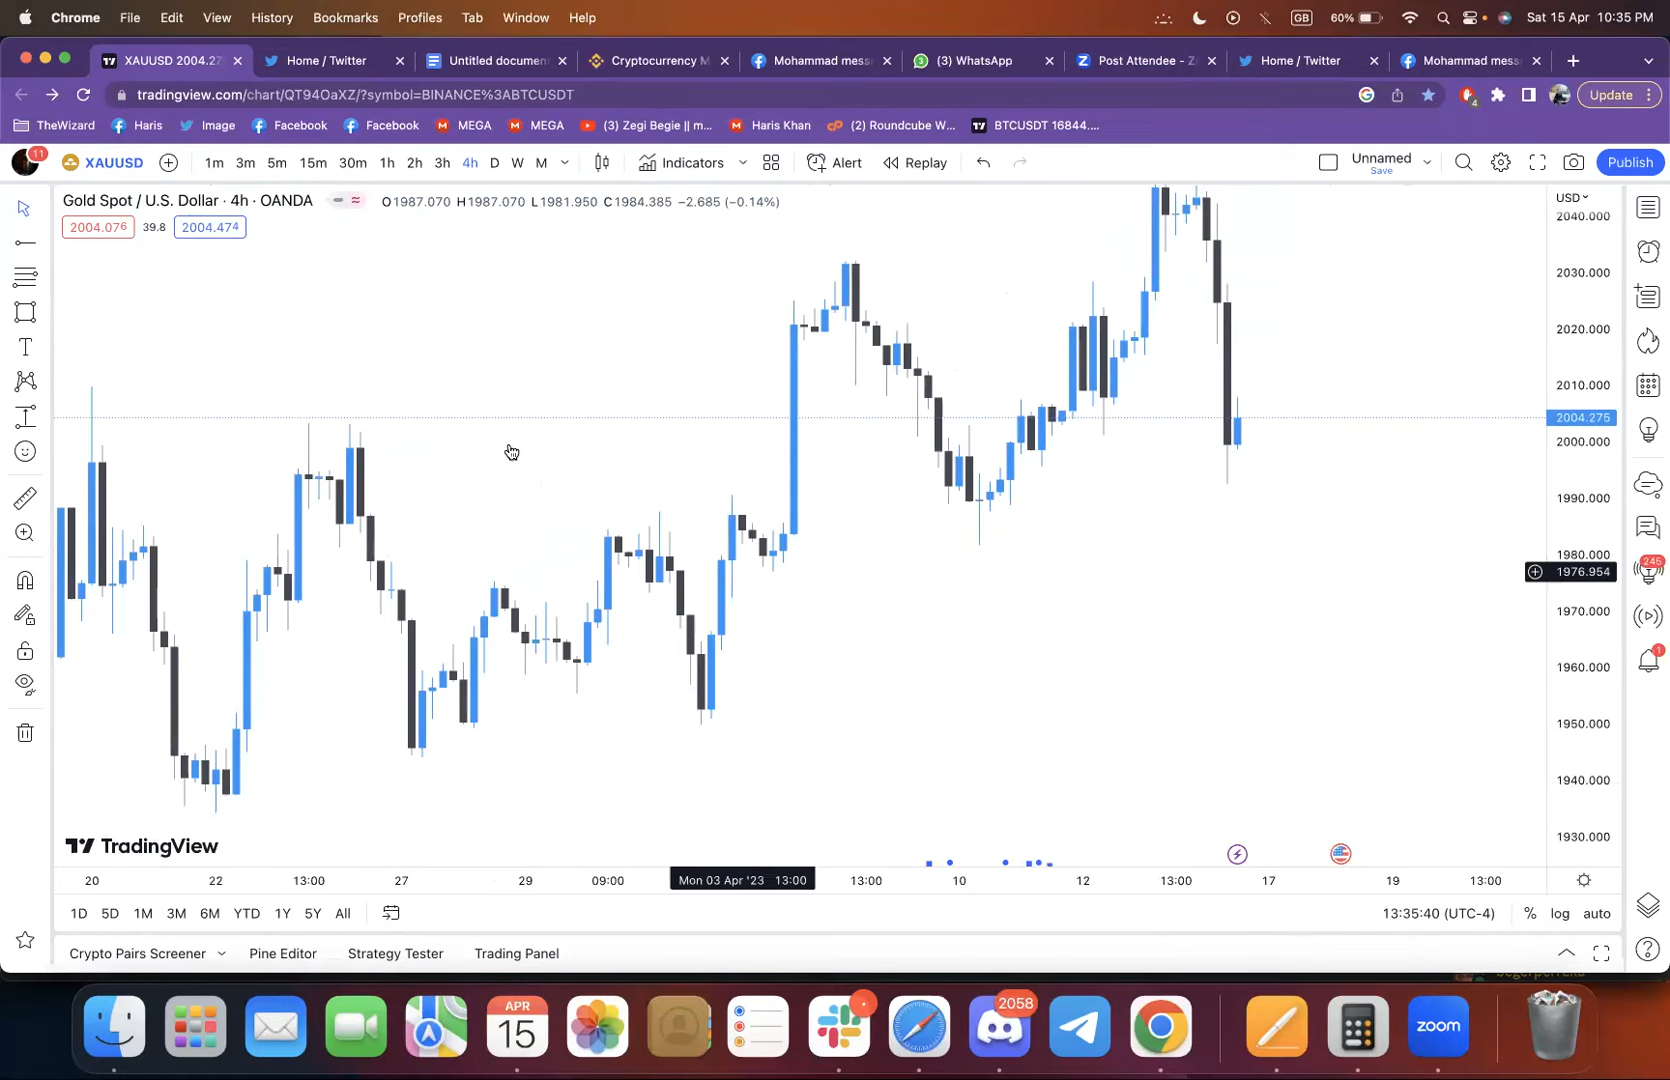 Chrome File Edit View History Bookmarks Profiles Tab Window Help GB 60% Sat 15 Apr 10:35 PM
XAUUSD 2004.27 Home / Twitter Untitled documen Cryptocurrency M Mohammad mess (3) WhatsApp Post Attendee - Z Home / Twitter Mohammad mess
tradingview.com/chart/QT94OaXZ/?symbol=BINANCE%3ABTCUSDT 4 Update
TheWizard Haris Image Facebook Facebook MEGA MEGA (3) Zegi Begie || m... Haris Khan (2) Roundcube W... BTCUSDT 16844....
11 XAUUSD 1m 3m 5m 15m 30m 1h 2h 3h 4h D W M Indicators Alert Replay Unnamed Publish
Save
Gold Spot / U.S. Dollar · 4h · OANDA O1987.070 H1987.070 L1981.950 C1984.385 −2.685 (−0.14%) USD
2004.076 39.8 2004.474
2040.000
2030.000
2020.000
2010.000
2004.275
2000.000
1990.000
1980.000
1976.954
245
1970.000
1960.000
1
1950.000
1940.000
1930.000
TradingView
20 22 13:00 27 29 09:00 Mon 03 Apr '23 13:00 13:00 10 12 13:00 17 19 13:00
1D 5D 1M 3M 6M YTD 1Y 5Y All 13:35:40 (UTC-4) % log auto
Crypto Pairs Screener Pine Editor Strategy Tester Trading Panel
APR
15
2058
zoom